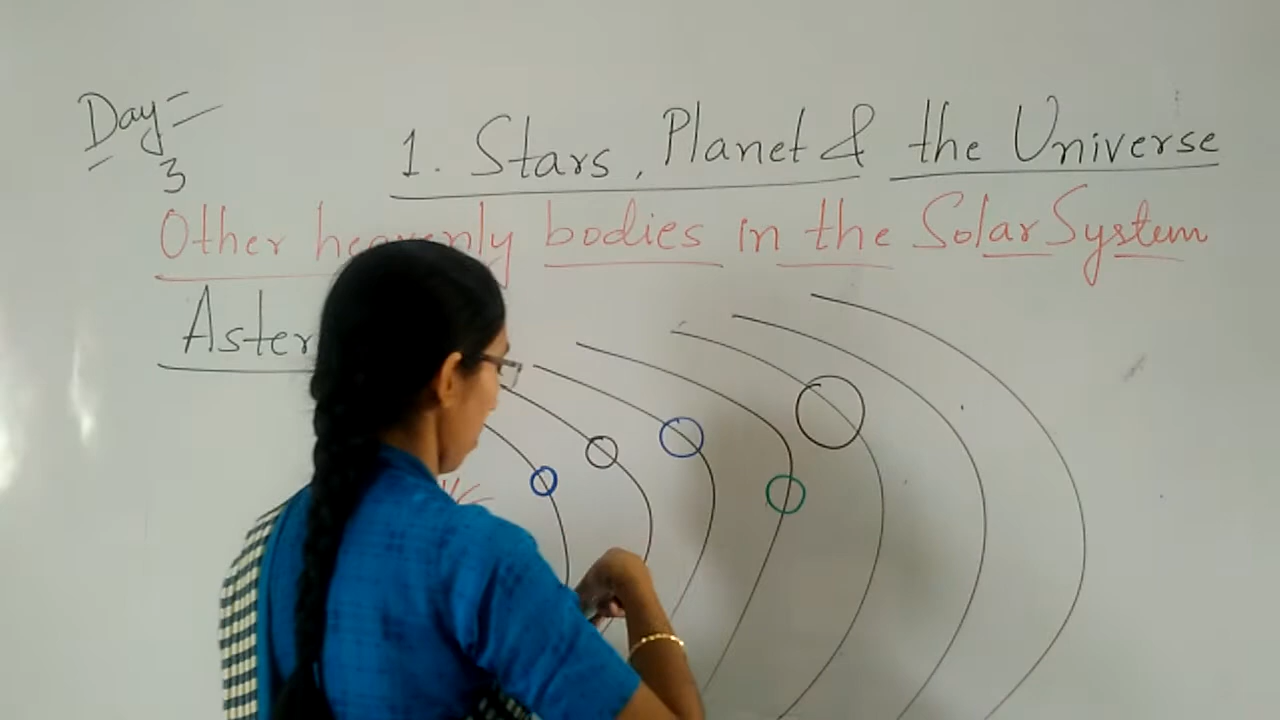 Day = 3
1. Stars, Planet & the Universe
Other heavenly bodies in the Solar System
Aster